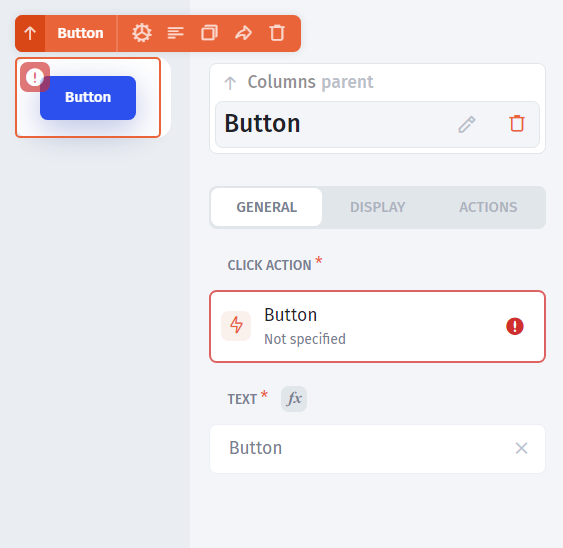 Button
Button
Columns parent
Button
GENERAL DISPLAY ACTIONS
CLICK ACTION *
Button
Not specified
TEXT * fx
Button